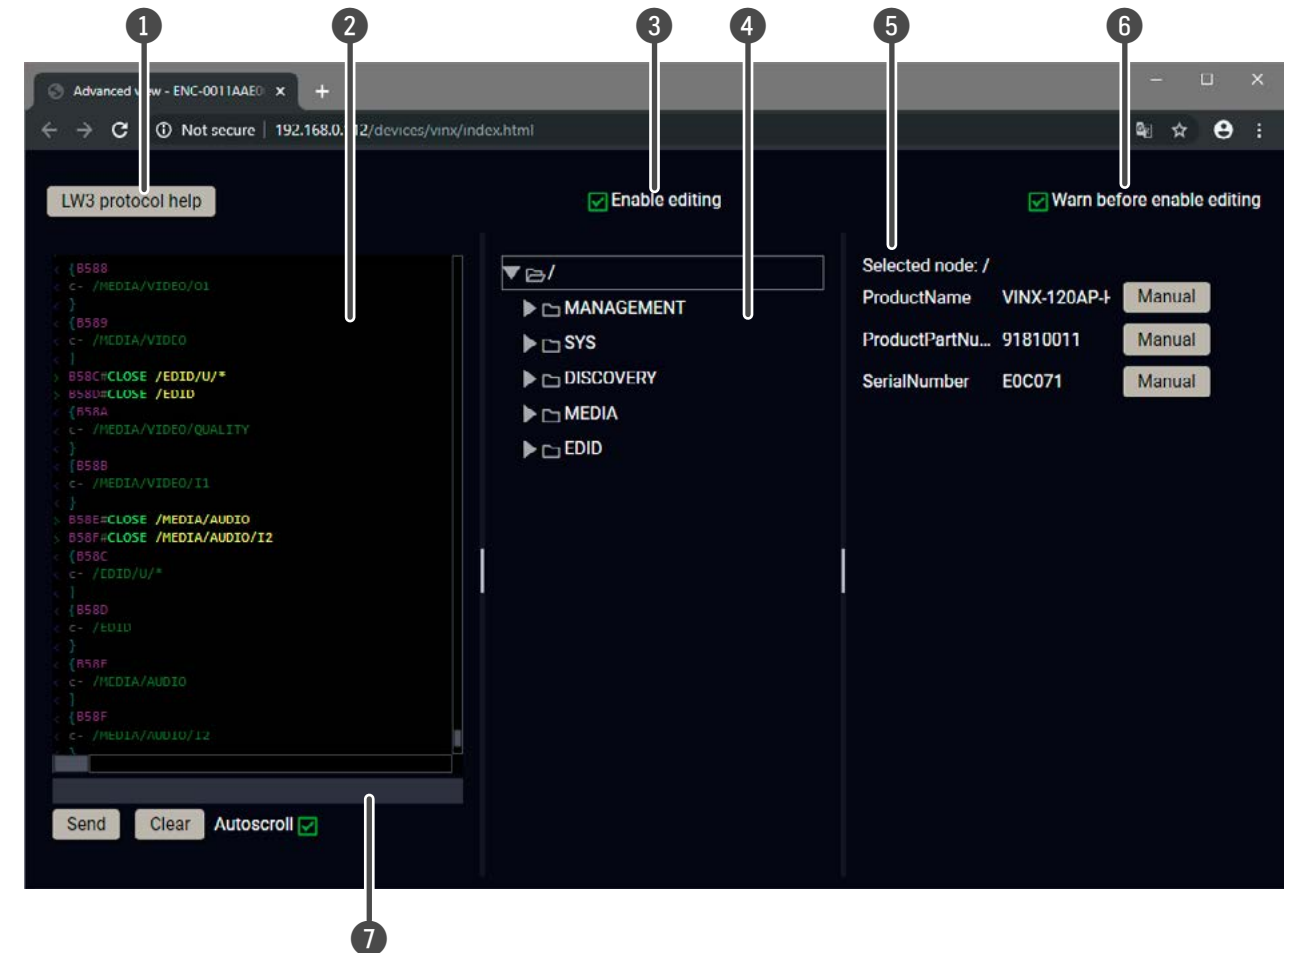 1 2 3 4 5 6
Advanced view - ENC-0011AAE0
Not secure | 192.168.0. 12/devices/vinx/index.html
LW3 protocol help
Enable editing
Warn before enable editing
< {B588
< c- /MEDIA/VIDEO/O1
< }
< {B589
< c- /MEDIA/VIDEO
< }
> B58C#CLOSE /EDID/U/*
> B58D#CLOSE /EDID
< {B58A
< c- /MEDIA/VIDEO/QUALITY
< }
< {B58B
< c- /MEDIA/VIDEO/I1
< }
> B58E#CLOSE /MEDIA/AUDIO
> B58F#CLOSE /MEDIA/AUDIO/I2
< {B58C
< c- /EDID/U/*
< }
< {B58D
< c- /EDID
< }
< {B58E
< c- /MEDIA/AUDIO
< }
< {B58F
< c- /MEDIA/AUDIO/I2
< }
Send
Clear
Autoscroll
/
MANAGEMENT
SYS
DISCOVERY
MEDIA
EDID
Selected node: /
ProductName VINX-120AP-H Manual
ProductPartNu... 91810011 Manual
SerialNumber E0C071 Manual
7